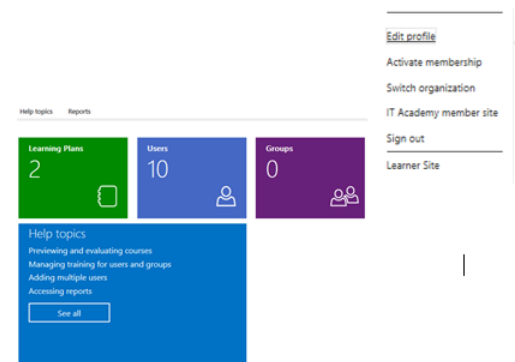 Edit profile
Activate membership
Switch organization
IT Academy member site
Sign out
Learner Site
Help topics Reports
Learning Plans
2
Users
10
Groups
0
Help topics
Previewing and evaluating courses
Managing training for users and groups
Adding multiple users
Accessing reports
See all